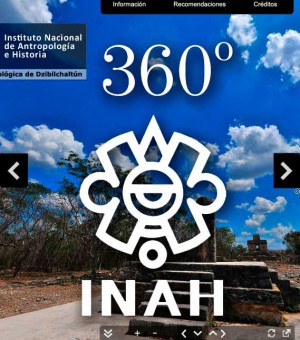 Información Recomendaciones Créditos
Instituto Nacional
de Antropología
e Historia
ológica de Dzibilchaltún
360°
INAH